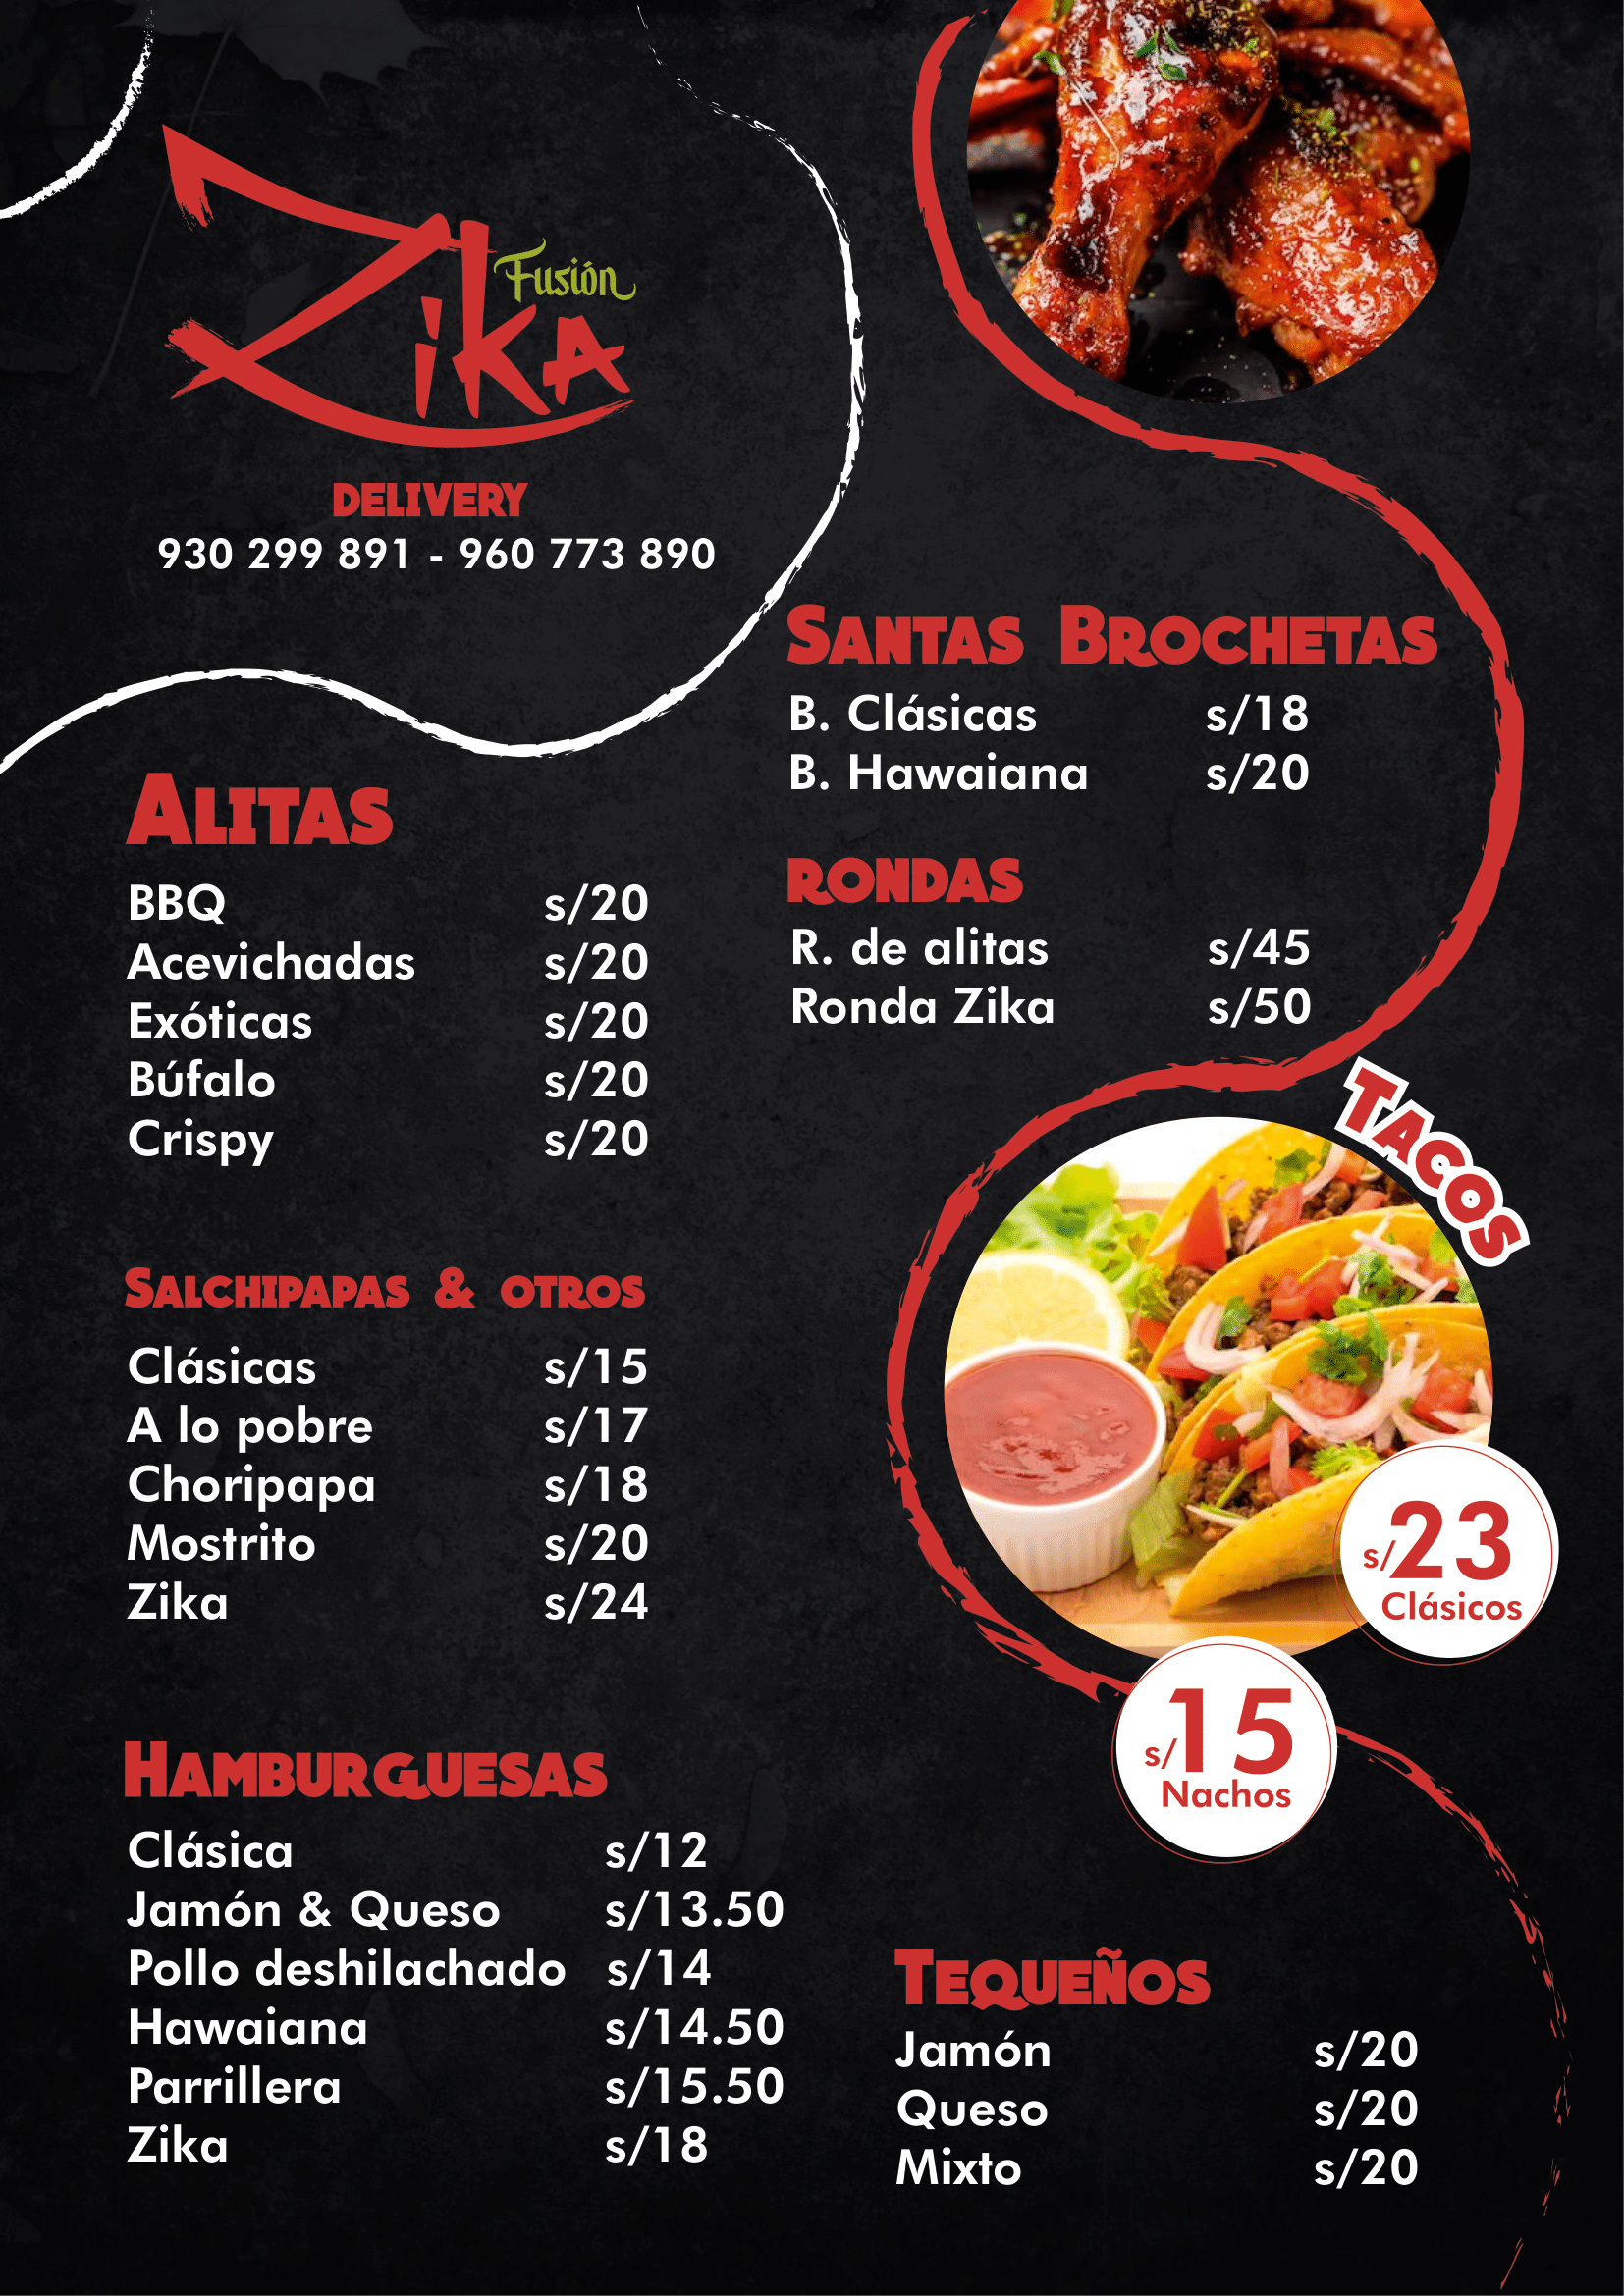 Zika Fusión
DELIVERY
930 299 891 - 960 773 890
ALITAS
BBQ s/20
Acevichadas s/20
Exóticas s/20
Búfalo s/20
Crispy s/20
SALCHIPAPAS & OTROS
Clásicas s/15
A lo pobre s/17
Choripapa s/18
Mostrito s/20
Zika s/24
HAMBURGUESAS
Clásica s/12
Jamón & Queso s/13.50
Pollo deshilachado s/14
Hawaiana s/14.50
Parrillera s/15.50
Zika s/18
SANTAS BROCHETAS
B. Clásicas s/18
B. Hawaiana s/20
RONDAS
R. de alitas s/45
Ronda Zika s/50
TACOS
s/23
Clásicos
s/15
Nachos
TEQUEÑOS
Jamón s/20
Queso s/20
Mixto s/20